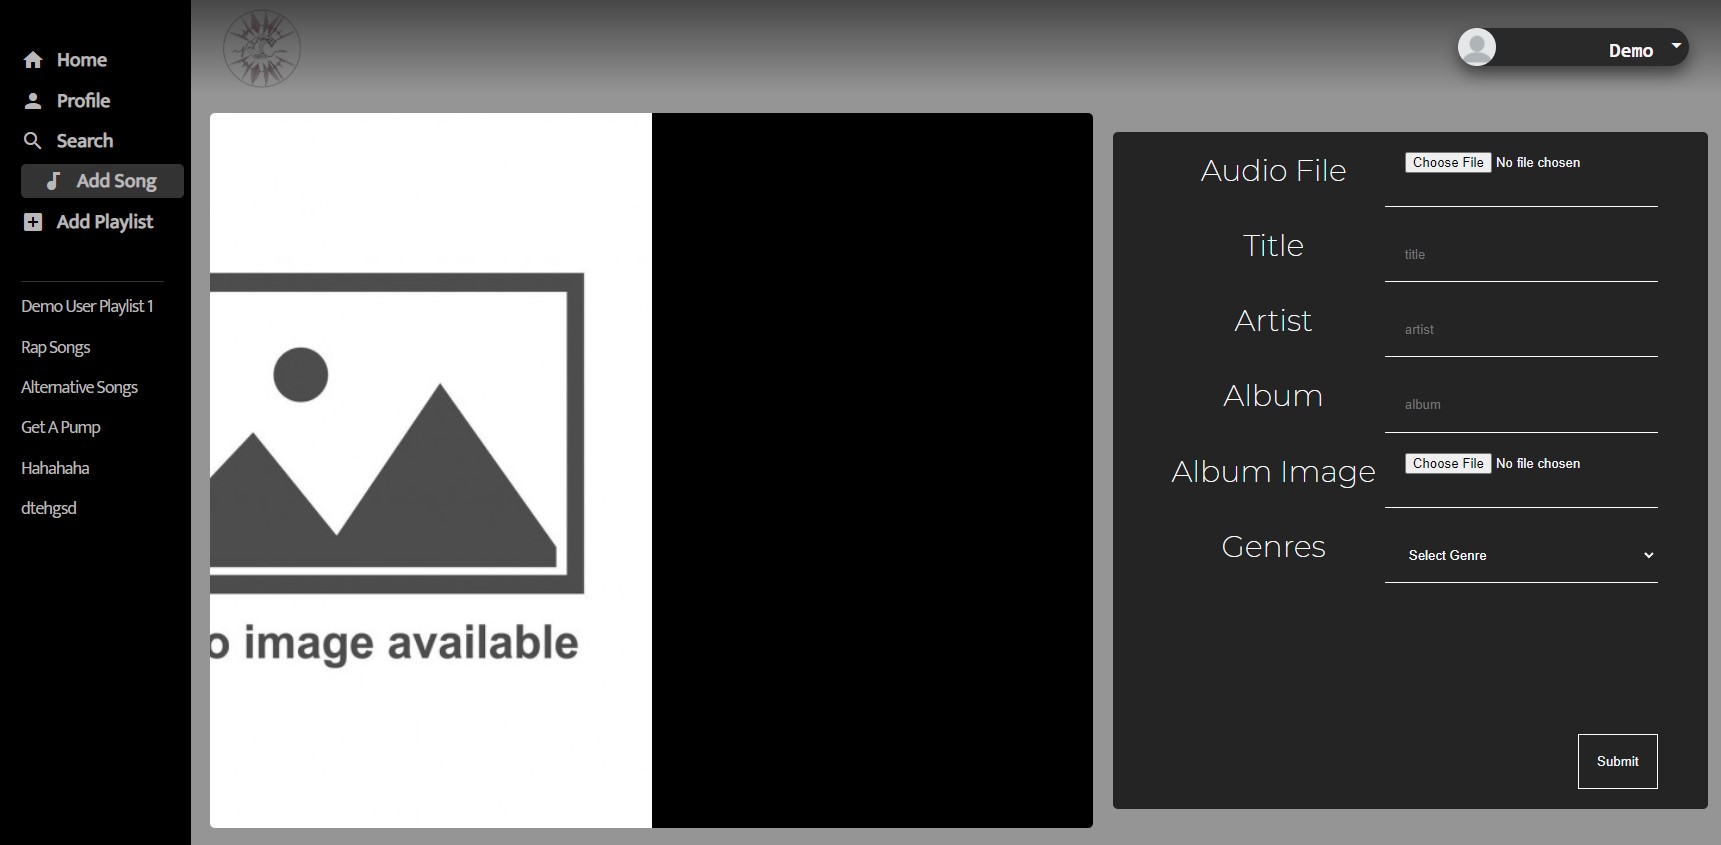 Home
Profile
Search
Add Song
Add Playlist
Demo User Playlist 1
Rap Songs
Alternative Songs
Get A Pump
Hahahaha
dtehgsd
Demo
o image available
Audio File
Choose File No file chosen
Title
title
Artist
artist
Album
album
Album Image
Choose File No file chosen
Genres
Select Genre
Submit